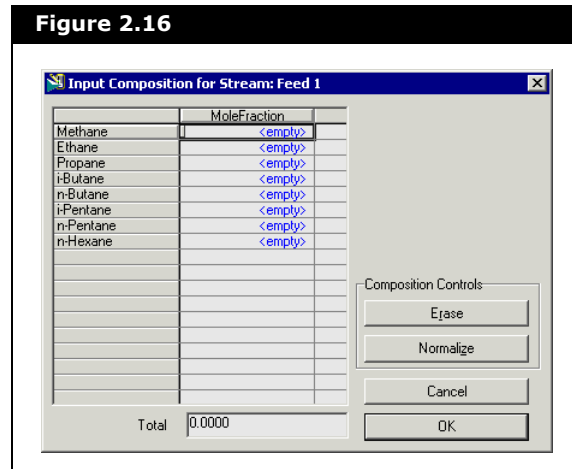 Figure 2.16
Input Composition for Stream: Feed 1
MoleFraction
Methane <empty>
Ethane <empty>
Propane <empty>
i-Butane <empty>
n-Butane <empty>
i-Pentane <empty>
n-Pentane <empty>
n-Hexane <empty>
Composition Controls
Erase
Normalize
Cancel
Total 0.0000
OK